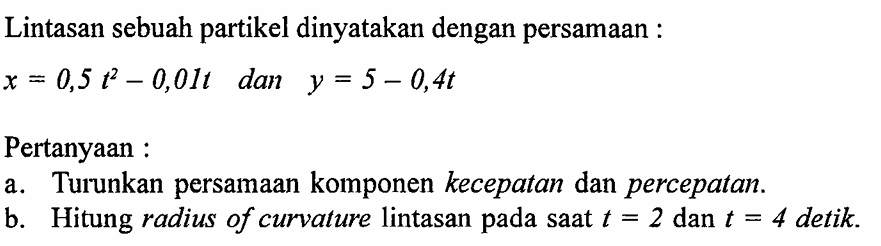 Lintasan sebuah partikel dinyatakan dengan persamaan :
x = 0,5 t² – 0,01t dan y = 5 – 0,4t
Pertanyaan :
a. Turunkan persamaan komponen kecepatan dan percepatan.
b. Hitung radius of curvature lintasan pada saat t = 2 dan t = 4 detik.